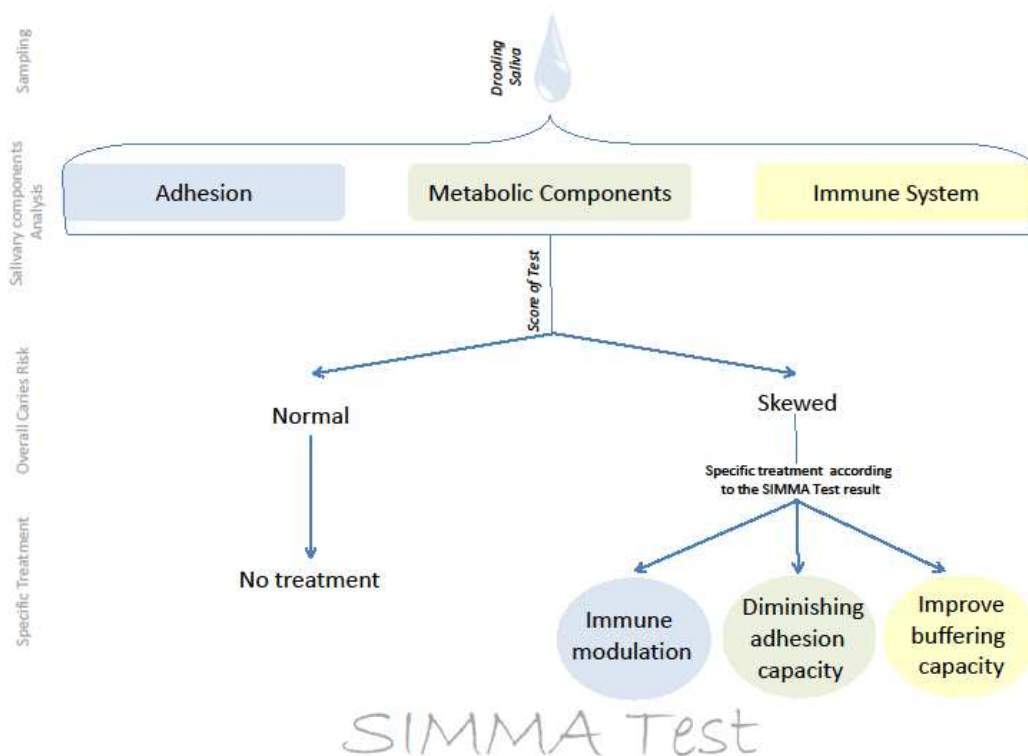 Sampling
Drooling
Saliva
Salivary components
Analysis
Adhesion
Metabolic Components
Immune System
Score of Test
Overall Caries Risk
Normal
Skewed
Specific treatment according
to the SIMMA Test result
Specific Treatment
No treatment
Immune
modulation
Diminishing
adhesion
capacity
Improve
buffering
capacity
SIMMA Test